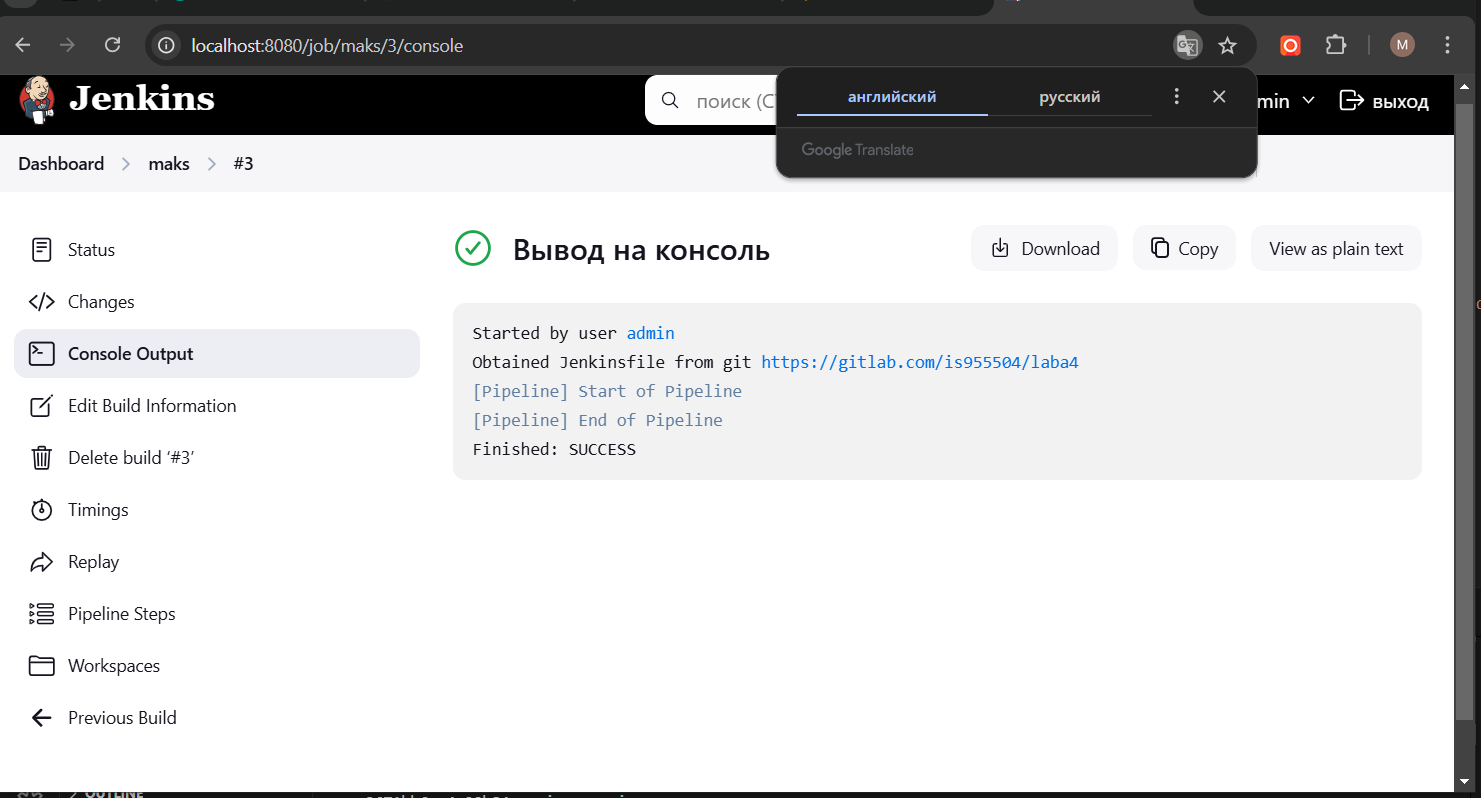 localhost:8080/job/maks/3/console
M
Jenkins
поиск (С
английский
русский
min
выход
Google Translate
Dashboard
maks
#3
Status
Changes
Console Output
Edit Build Information
Delete build ‘#3’
Timings
Replay
Pipeline Steps
Workspaces
Previous Build
Вывод на консоль
Download
Copy
View as plain text
Started by user admin
Obtained Jenkinsfile from git https://gitlab.com/is955504/laba4
[Pipeline] Start of Pipeline
[Pipeline] End of Pipeline
Finished: SUCCESS
OUTLINE